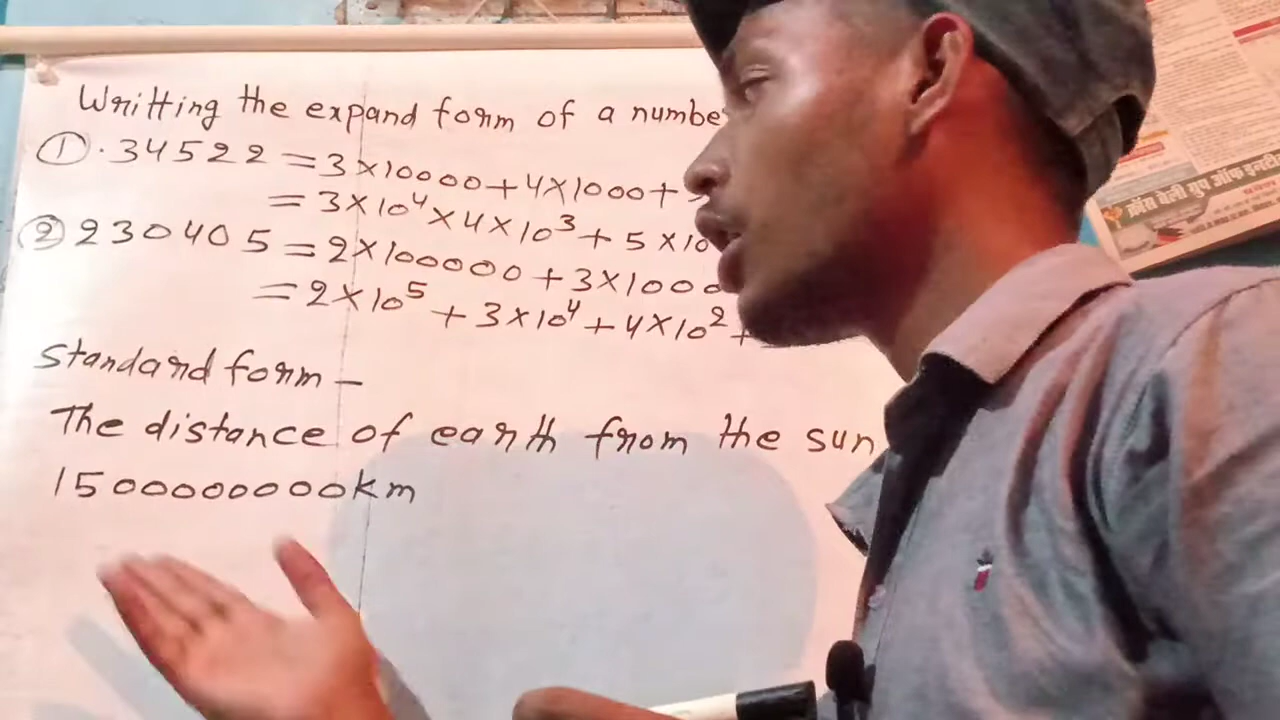 Writting the expand form of a numbe
① . 34522 = 3×10000+4×1000+
= 3×10⁴×4×10³+5×10
② 230405 = 2×100000+3×1000
= 2×10⁵+3×10⁴+4×10²+
Standard form –
The distance of earth from the sun
1500000000km